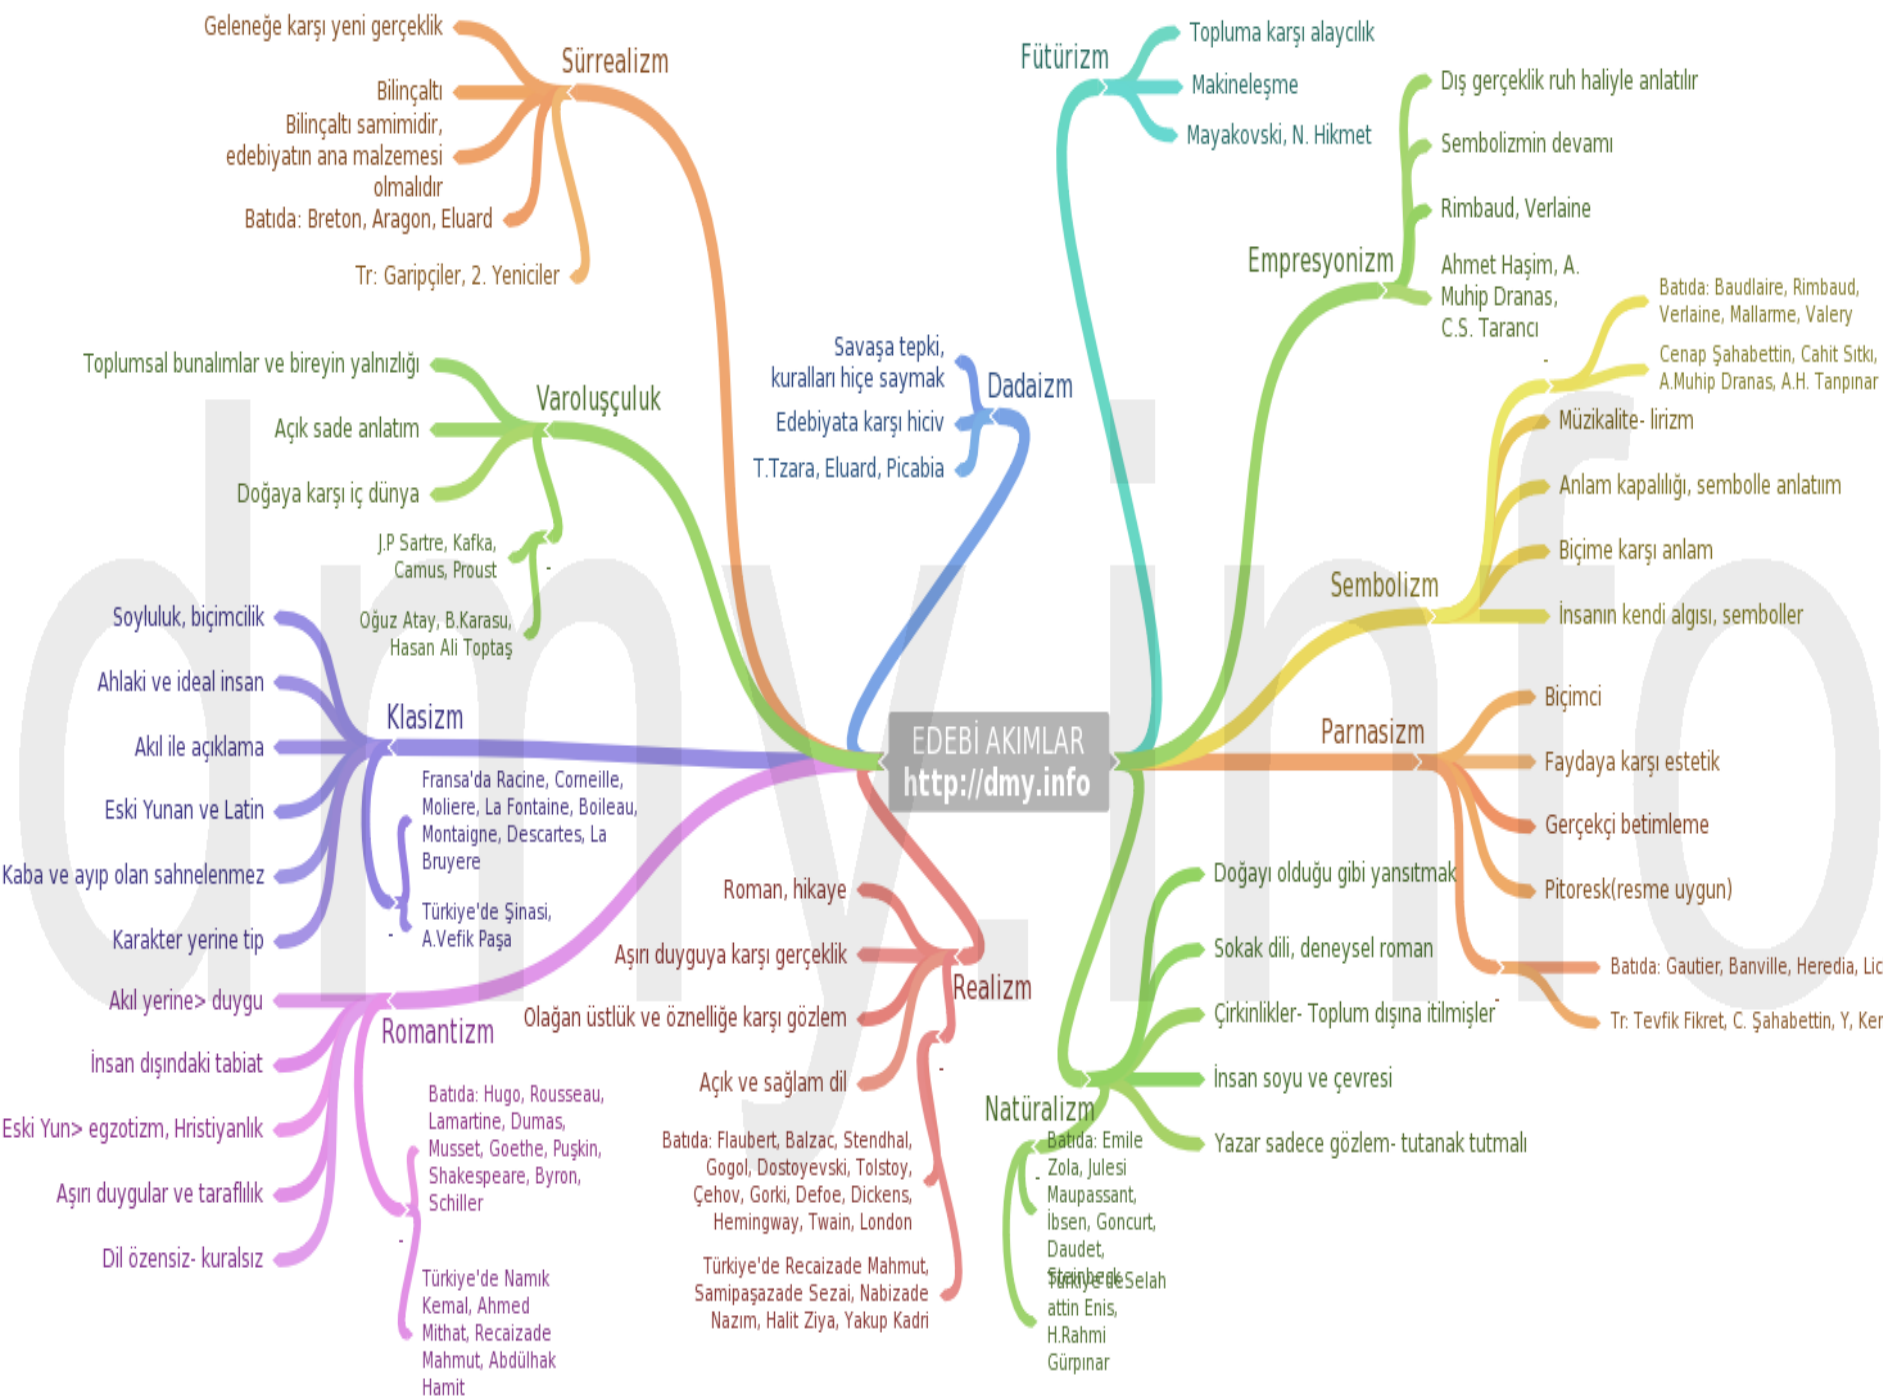 EDEBİ AKIMLAR
http://dmy.info
Sürrealizm
Geleneğe karşı yeni gerçeklik
Bilinçaltı
Bilinçaltı samimidir,
edebiyatın ana malzemesi
olmalıdır
Batıda: Breton, Aragon, Eluard
Tr: Garipçiler, 2. Yeniciler
Varoluşçuluk
Toplumsal bunalımlar ve bireyin yalnızlığı
Açık sade anlatım
Doğaya karşı iç dünya
-
J.P Sartre, Kafka,
Camus, Proust
Oğuz Atay, B.Karasu,
Hasan Ali Toptaş
Klasizm
Soyluluk, biçimcilik
Ahlaki ve ideal insan
Akıl ile açıklama
Eski Yunan ve Latin
Kaba ve ayıp olan sahnelenmez
Karakter yerine tip
-
Fransa'da Racine, Corneille,
Moliere, La Fontaine, Boileau,
Montaigne, Descartes, La
Bruyere
Türkiye'de Şinasi,
A.Vefik Paşa
Romantizm
Akıl yerine> duygu
İnsan dışındaki tabiat
Eski Yun> egzotizm, Hristiyanlık
Aşırı duygular ve taraflılık
Dil özensiz- kuralsız
-
Batıda: Hugo, Rousseau,
Lamartine, Dumas,
Musset, Goethe, Puşkin,
Shakespeare, Byron,
Schiller
Türkiye'de Namık
Kemal, Ahmed
Mithat, Recaizade
Mahmut, Abdülhak
Hamit
Dadaizm
Savaşa tepki,
kuralları hiçe saymak
Edebiyata karşı hiciv
T.Tzara, Eluard, Picabia
Realizm
Roman, hikaye
Aşırı duyguya karşı gerçeklik
Olağan üstlük ve öznelliğe karşı gözlem
Açık ve sağlam dil
-
Batıda: Flaubert, Balzac, Stendhal,
Gogol, Dostoyevski, Tolstoy,
Çehov, Gorki, Defoe, Dickens,
Hemingway, Twain, London
Türkiye'de Recaizade Mahmut,
Samipaşazade Sezai, Nabizade
Nazım, Halit Ziya, Yakup Kadri
Fütürizm
Topluma karşı alaycılık
Makineleşme
Mayakovski, N. Hikmet
Empresyonizm
Dış gerçeklik ruh haliyle anlatılır
Sembolizmin devamı
Rimbaud, Verlaine
Ahmet Haşim, A.
Muhip Dranas,
C.S. Tarancı
Sembolizm
-
Batıda: Baudlaire, Rimbaud,
Verlaine, Mallarme, Valery
Cenap Şahabettin, Cahit Sıtkı,
A.Muhip Dranas, A.H. Tanpınar
Müzikalite- lirizm
Anlam kapalılığı, sembolle anlatıım
Biçime karşı anlam
İnsanın kendi algısı, semboller
Parnasizm
Biçimci
Faydaya karşı estetik
Gerçekçi betimleme
Pitoresk(resme uygun)
-
Batıda: Gautier, Banville, Heredia, Lic
Tr: Tevfik Fikret, C. Şahabettin, Y, Ker
Natüralizm
Doğayı olduğu gibi yansıtmak
Sokak dili, deneysel roman
Çirkinlikler- Toplum dışına itilmişler
İnsan soyu ve çevresi
Yazar sadece gözlem- tutanak tutmalı
-
Batıda: Emile
Zola, Julesi
Maupassant,
İbsen, Goncurt,
Daudet,
Steinbeck
Türkiye'deSelah
attin Enis,
H.Rahmi
Gürpınar
dmy.info